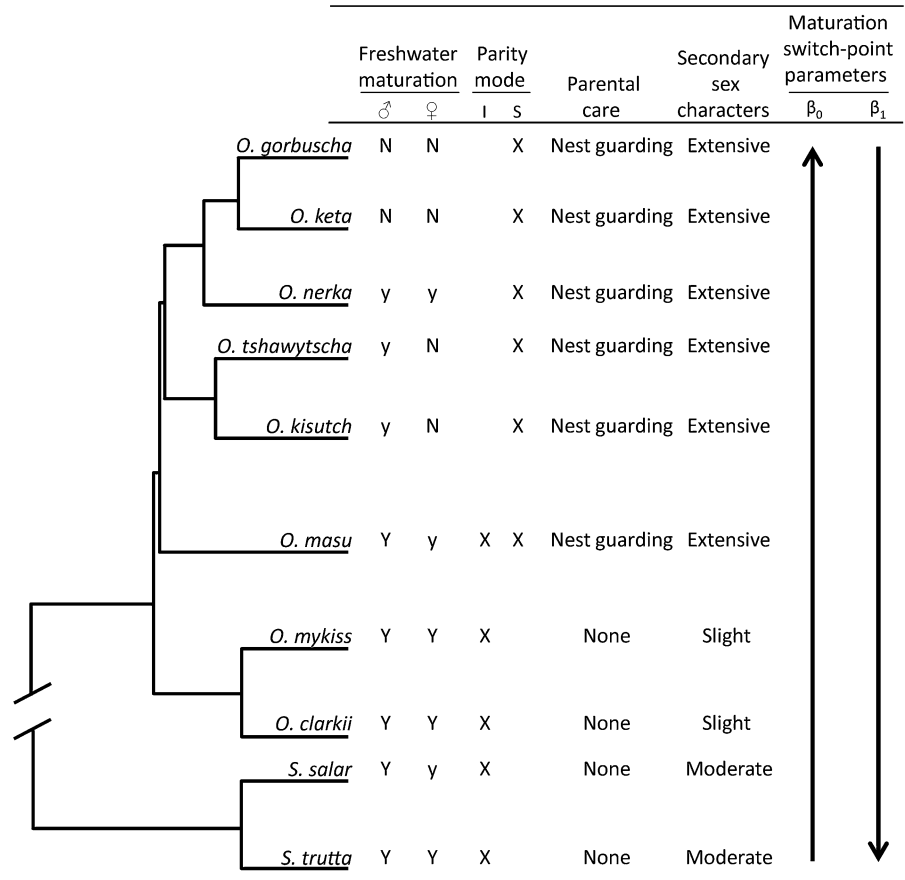 Freshwater maturation
Parity mode
Parental care
Secondary sex characters
Maturation switch-point parameters
♂ ♀ I S β0 β1
O. gorbuscha N N X Nest guarding Extensive
O. keta N N X Nest guarding Extensive
O. nerka y y X Nest guarding Extensive
O. tshawytscha y N X Nest guarding Extensive
O. kisutch y N X Nest guarding Extensive
O. masu Y y X X Nest guarding Extensive
O. mykiss Y Y X None Slight
O. clarkii Y Y X None Slight
S. salar Y y X None Moderate
S. trutta Y Y X None Moderate